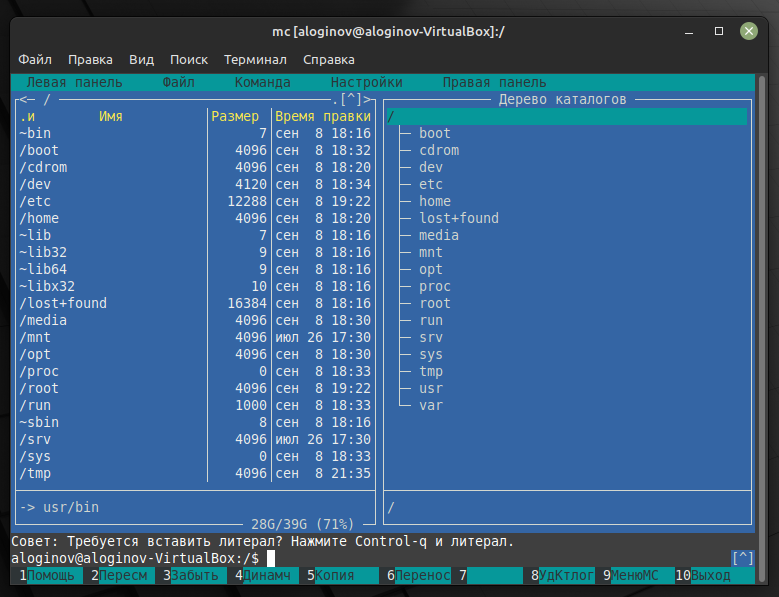 mc [aloginov@aloginov-VirtualBox]:/
Файл Правка Вид Поиск Терминал Справка
Левая панель Файл Команда Настройки Правая панель
<— / .[^]>
.и Имя Размер Время правки
~bin 7 сен 8 18:16
/boot 4096 сен 8 18:32
/cdrom 4096 сен 8 18:20
/dev 4120 сен 8 18:34
/etc 12288 сен 8 19:22
/home 4096 сен 8 18:20
~lib 7 сен 8 18:16
~lib32 9 сен 8 18:16
~lib64 9 сен 8 18:16
~libx32 10 сен 8 18:16
/lost+found 16384 сен 8 18:16
/media 4096 сен 8 18:30
/mnt 4096 июл 26 17:30
/opt 4096 сен 8 18:30
/proc 0 сен 8 18:33
/root 4096 сен 8 19:22
/run 1000 сен 8 18:33
~sbin 8 сен 8 18:16
/srv 4096 июл 26 17:30
/sys 0 сен 8 18:33
/tmp 4096 сен 8 21:35
-> usr/bin
28G/39G (71%)
Дерево каталогов
/
boot
cdrom
dev
etc
home
lost+found
media
mnt
opt
proc
root
run
srv
sys
tmp
usr
var
/
Совет: Требуется вставить литерал? Нажмите Control-q и литерал.
aloginov@aloginov-VirtualBox:/$ [^]
1Помощь 2Пересм 3Забыть 4Динамч 5Копия 6Перенос 7 8УдКтлог 9МенюMC 10Выход